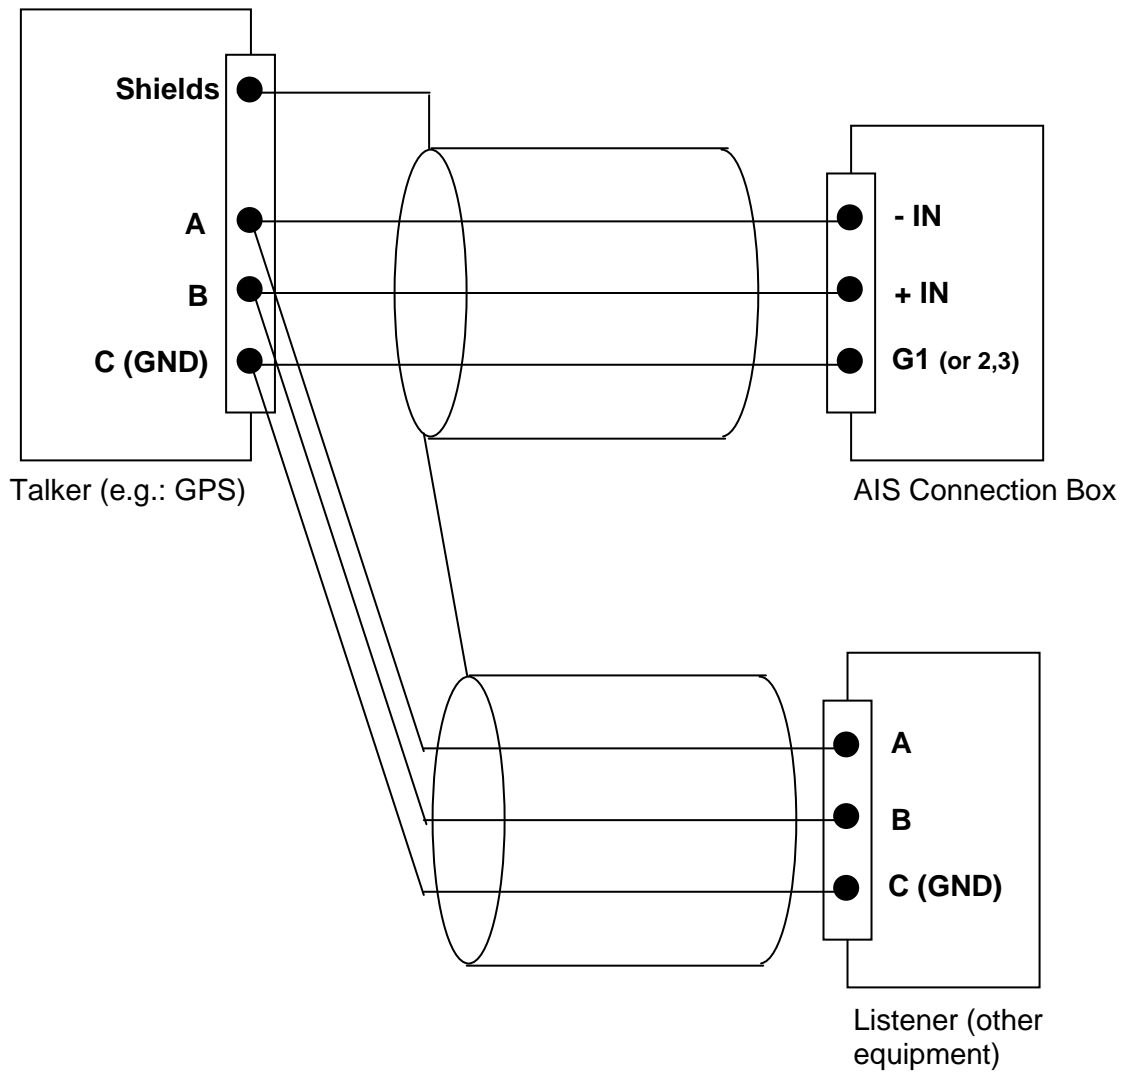 Shields
A
B
C (GND)
Talker (e.g.: GPS)
- IN
+ IN
G1 (or 2,3)
AIS Connection Box
A
B
C (GND)
Listener (other
equipment)